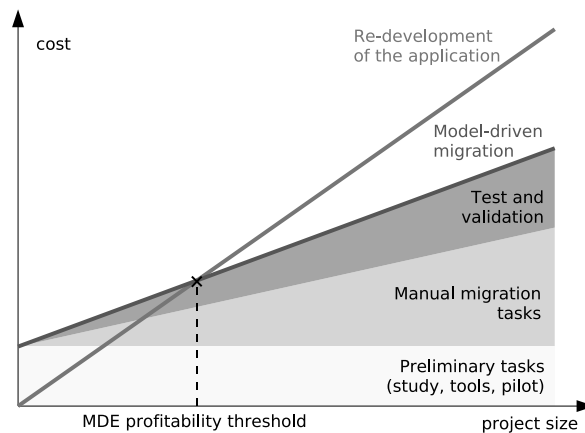 cost
Re-development
of the application
Model-driven
migration
Test and
validation
Manual migration
tasks
Preliminary tasks
(study, tools, pilot)
MDE profitability threshold
project size